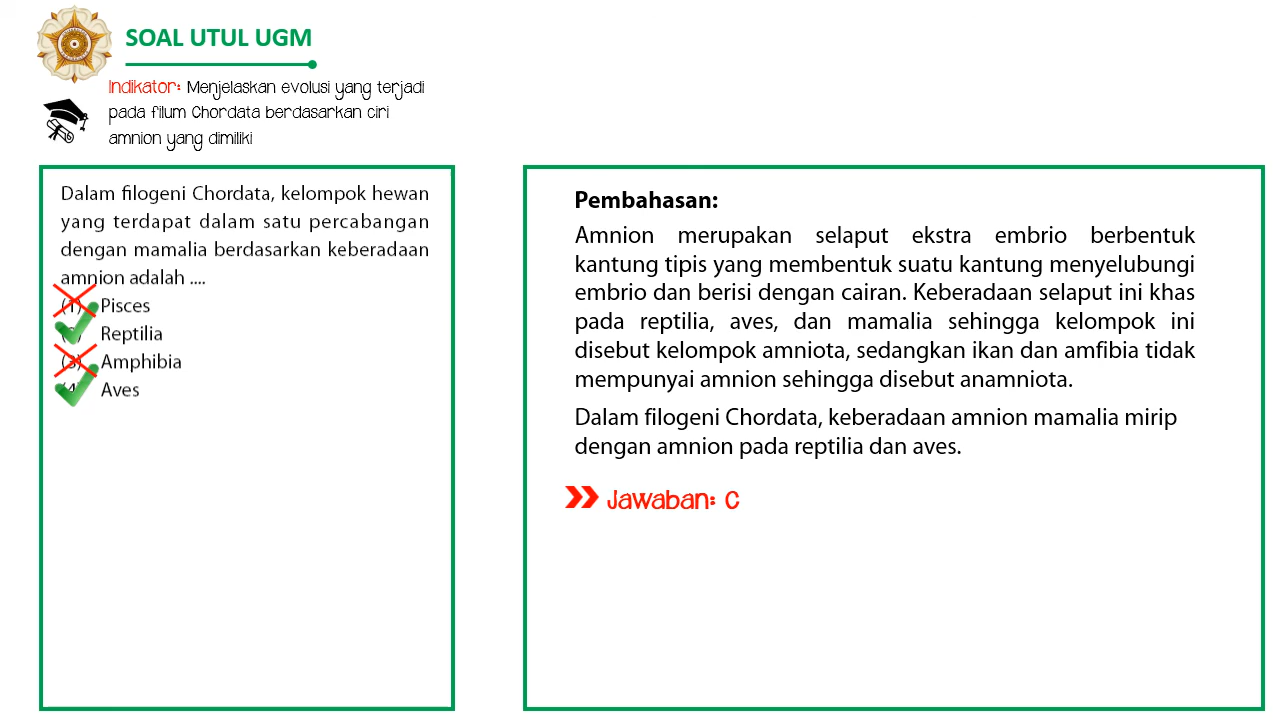 SOAL UTUL UGM
Indikator: Menjelaskan evolusi yang terjadi
pada filum Chordata berdasarkan ciri
amnion yang dimiliki
Dalam filogeni Chordata, kelompok hewan
yang terdapat dalam satu percabangan
dengan mamalia berdasarkan keberadaan
amnion adalah ....
(1) Pisces
Reptilia
(3) Amphibia
(4) Aves
Pembahasan:
Amnion merupakan selaput ekstra embrio berbentuk
kantung tipis yang membentuk suatu kantung menyelubungi
embrio dan berisi dengan cairan. Keberadaan selaput ini khas
pada reptilia, aves, dan mamalia sehingga kelompok ini
disebut kelompok amniota, sedangkan ikan dan amfibia tidak
mempunyai amnion sehingga disebut anamniota.
Dalam filogeni Chordata, keberadaan amnion mamalia mirip
dengan amnion pada reptilia dan aves.
Jawaban: C